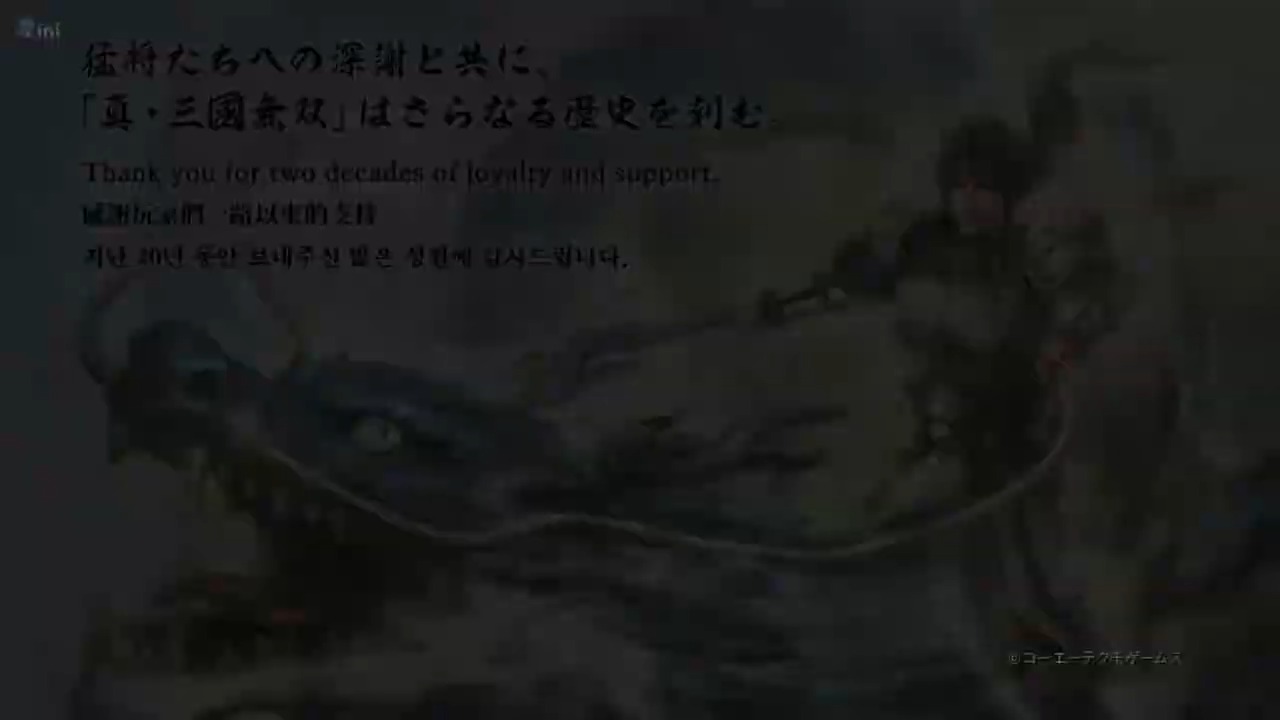 猛将たちへの深謝と共に、
「真・三國無双」はさらなる歴史を刻む。
Thank you for two decades of loyalty and support.
感謝你們一路以來的支持
지난 20년 동안 보내주신 많은 성원에 감사드립니다.
©コーエーテクモゲームス